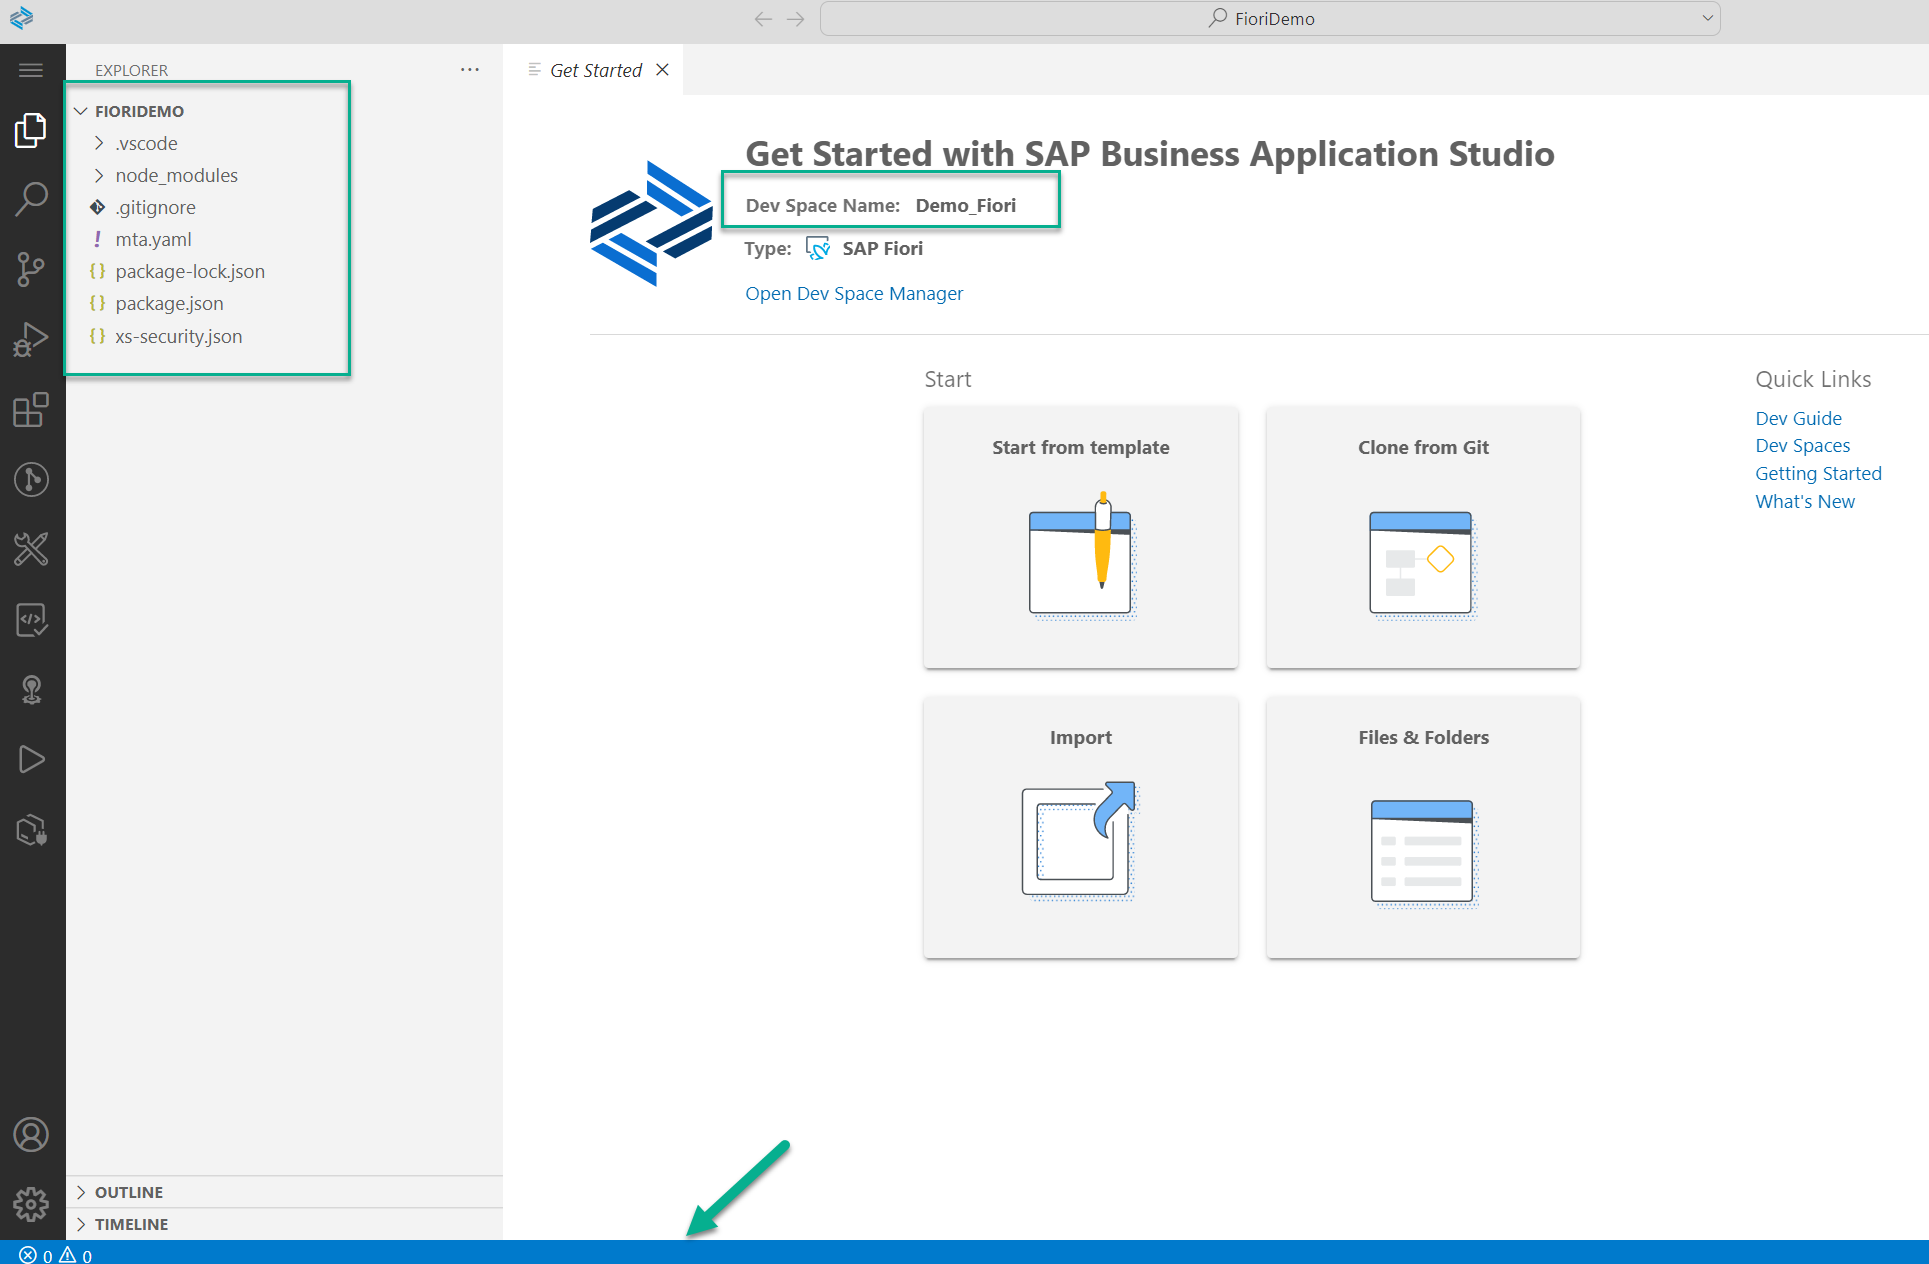 FioriDemo
EXPLORER
Get Started
FIORIDEMO
.vscode
node_modules
.gitignore
mta.yaml
package-lock.json
package.json
xs-security.json
OUTLINE
TIMELINE
Get Started with SAP Business Application Studio
Dev Space Name: Demo_Fiori
Type: SAP Fiori
Open Dev Space Manager
Start
Start from template
Clone from Git
Import
Files & Folders
Quick Links
Dev Guide
Dev Spaces
Getting Started
What's New
0 0